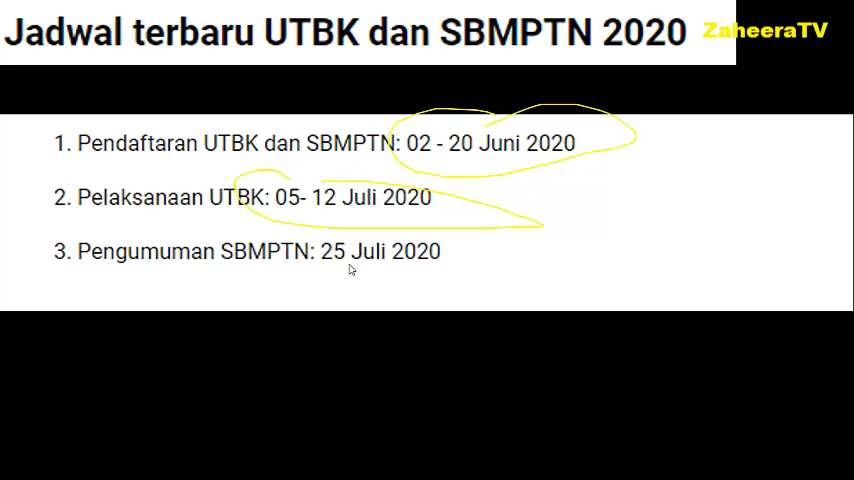 Jadwal terbaru UTBK dan SBMPTN 2020
ZaheeraTV
1. Pendaftaran UTBK dan SBMPTN: 02 - 20 Juni 2020
2. Pelaksanaan UTBK: 05- 12 Juli 2020
3. Pengumuman SBMPTN: 25 Juli 2020